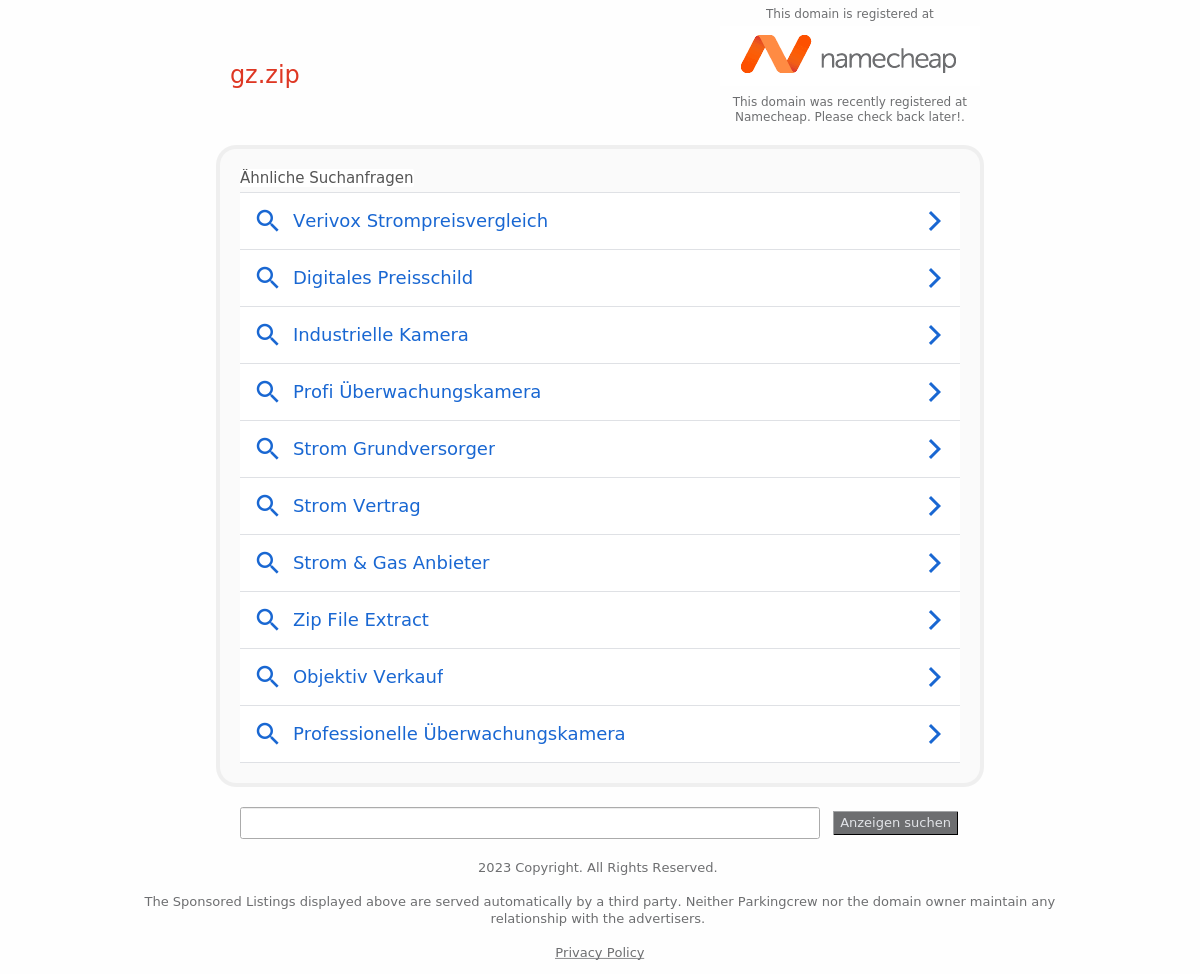 This domain is registered at
namecheap
gz.zip
This domain was recently registered at
Namecheap. Please check back later!.
Ähnliche Suchanfragen
Verivox Strompreisvergleich
Digitales Preisschild
Industrielle Kamera
Profi Überwachungskamera
Strom Grundversorger
Strom Vertrag
Strom & Gas Anbieter
Zip File Extract
Objektiv Verkauf
Professionelle Überwachungskamera
Anzeigen suchen
2023 Copyright. All Rights Reserved.
The Sponsored Listings displayed above are served automatically by a third party. Neither Parkingcrew nor the domain owner maintain any
relationship with the advertisers.
Privacy Policy